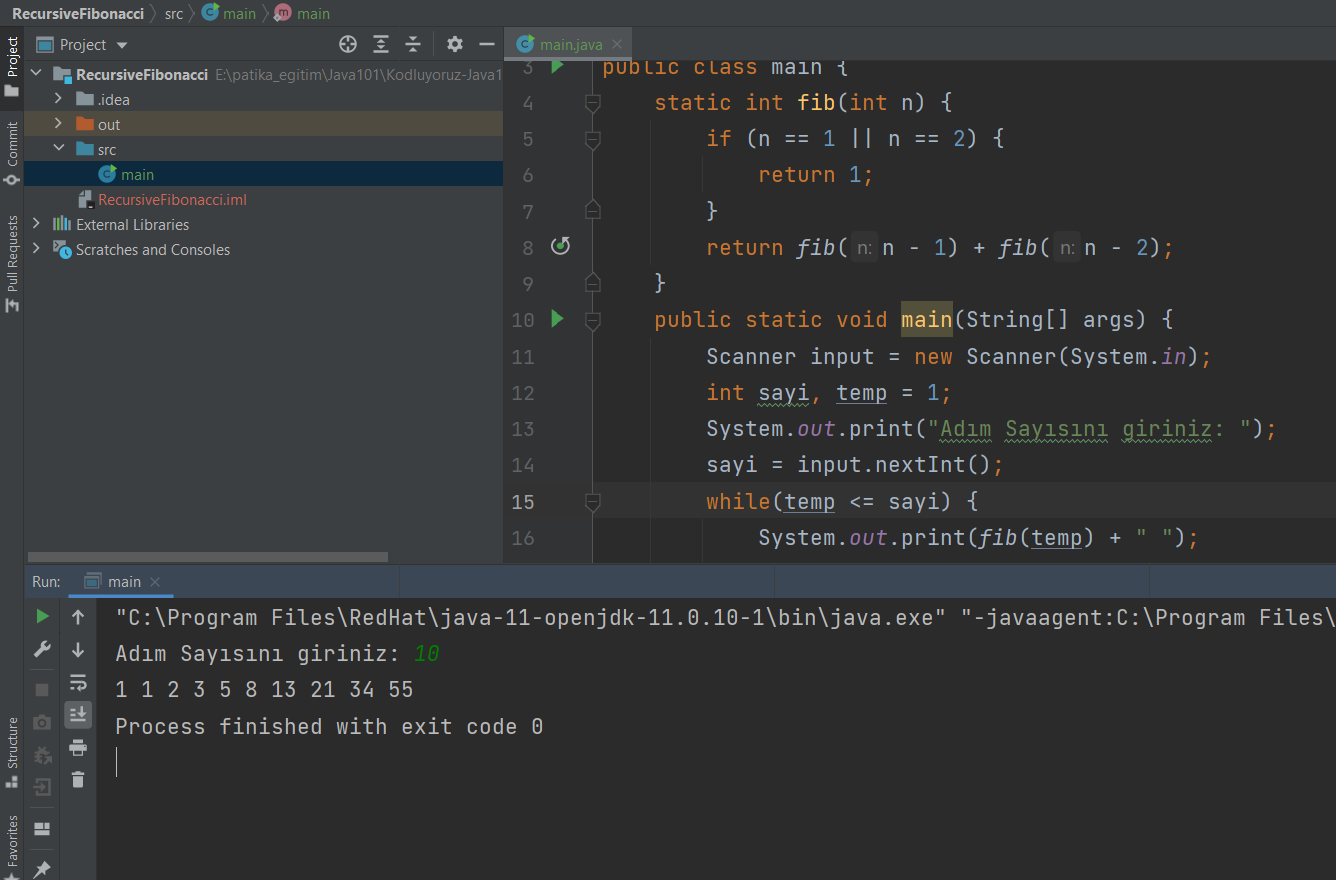 RecursiveFibonacci src main main
Project
main.java
Project
Commit
Pull Requests
Structure
Favorites
RecursiveFibonacci E:\patika_egitim\Java101\Kodluyoruz-Java1
.idea
out
src
main
RecursiveFibonacci.iml
External Libraries
Scratches and Consoles
3 public class main {
4 static int fib(int n) {
5 if (n == 1 || n == 2) {
6 return 1;
7 }
8 return fib( n: n - 1) + fib( n: n - 2);
9 }
10 public static void main(String[] args) {
11 Scanner input = new Scanner(System.in);
12 int sayi, temp = 1;
13 System.out.print("Adım Sayısını giriniz: ");
14 sayi = input.nextInt();
15 while(temp <= sayi) {
16 System.out.print(fib(temp) + " ");
Run: main
"C:\Program Files\RedHat\java-11-openjdk-11.0.10-1\bin\java.exe" "-javaagent:C:\Program Files\
Adım Sayısını giriniz: 10
1 1 2 3 5 8 13 21 34 55
Process finished with exit code 0